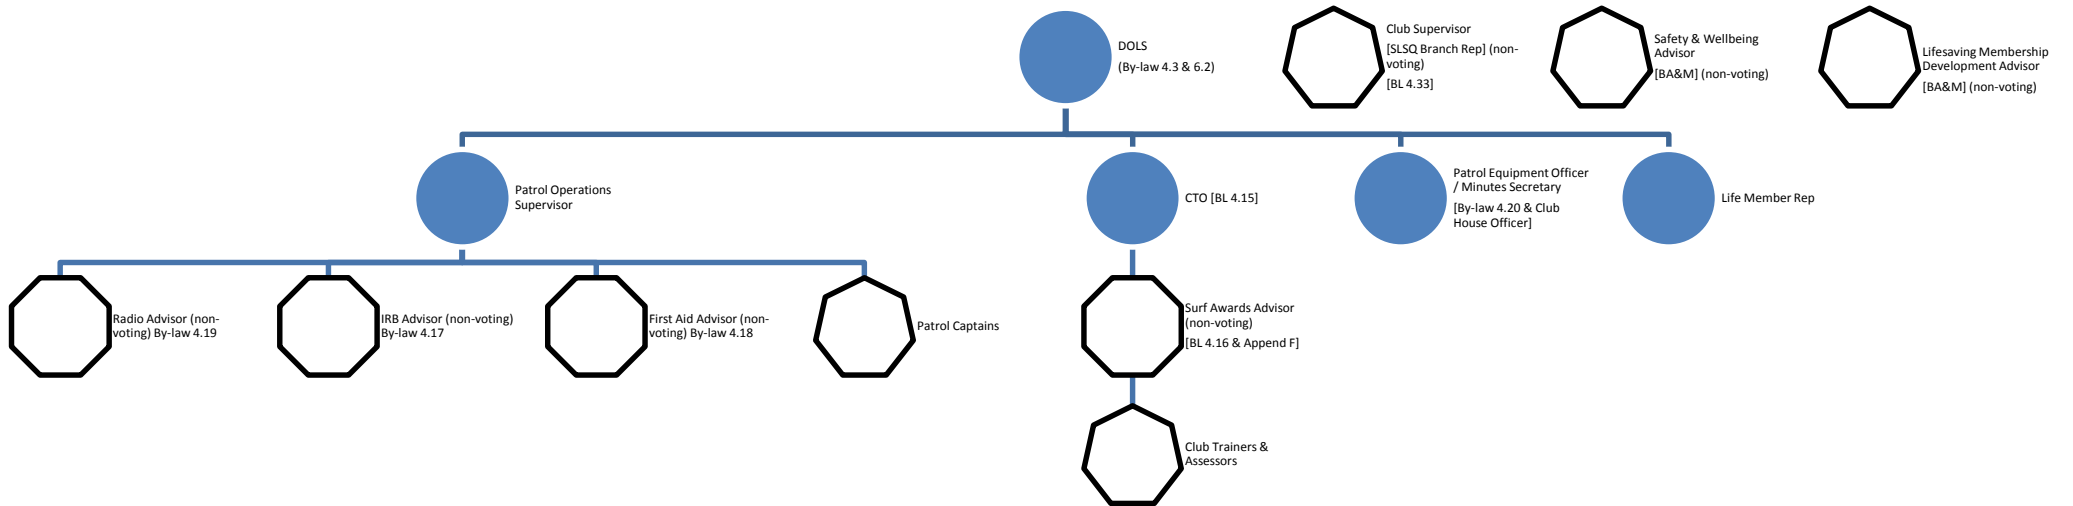 DOLS
(By-law 4.3 & 6.2)
Club Supervisor
[SLSQ Branch Rep] (non-
voting)
[BL 4.33]
Safety & Wellbeing
Advisor
[BA&M] (non-voting)
Lifesaving Membership
Development Advisor
[BA&M] (non-voting)
Patrol Operations
Supervisor
CTO [BL 4.15]
Patrol Equipment Officer
/ Minutes Secretary
[By-law 4.20 & Club
House Officer]
Life Member Rep
Radio Advisor (non-
voting) By-law 4.19
IRB Advisor (non-voting)
By-law 4.17
First Aid Advisor (non-
voting) By-law 4.18
Patrol Captains
Surf Awards Advisor
(non-voting)
[BL 4.16 & Append F]
Club Trainers &
Assessors